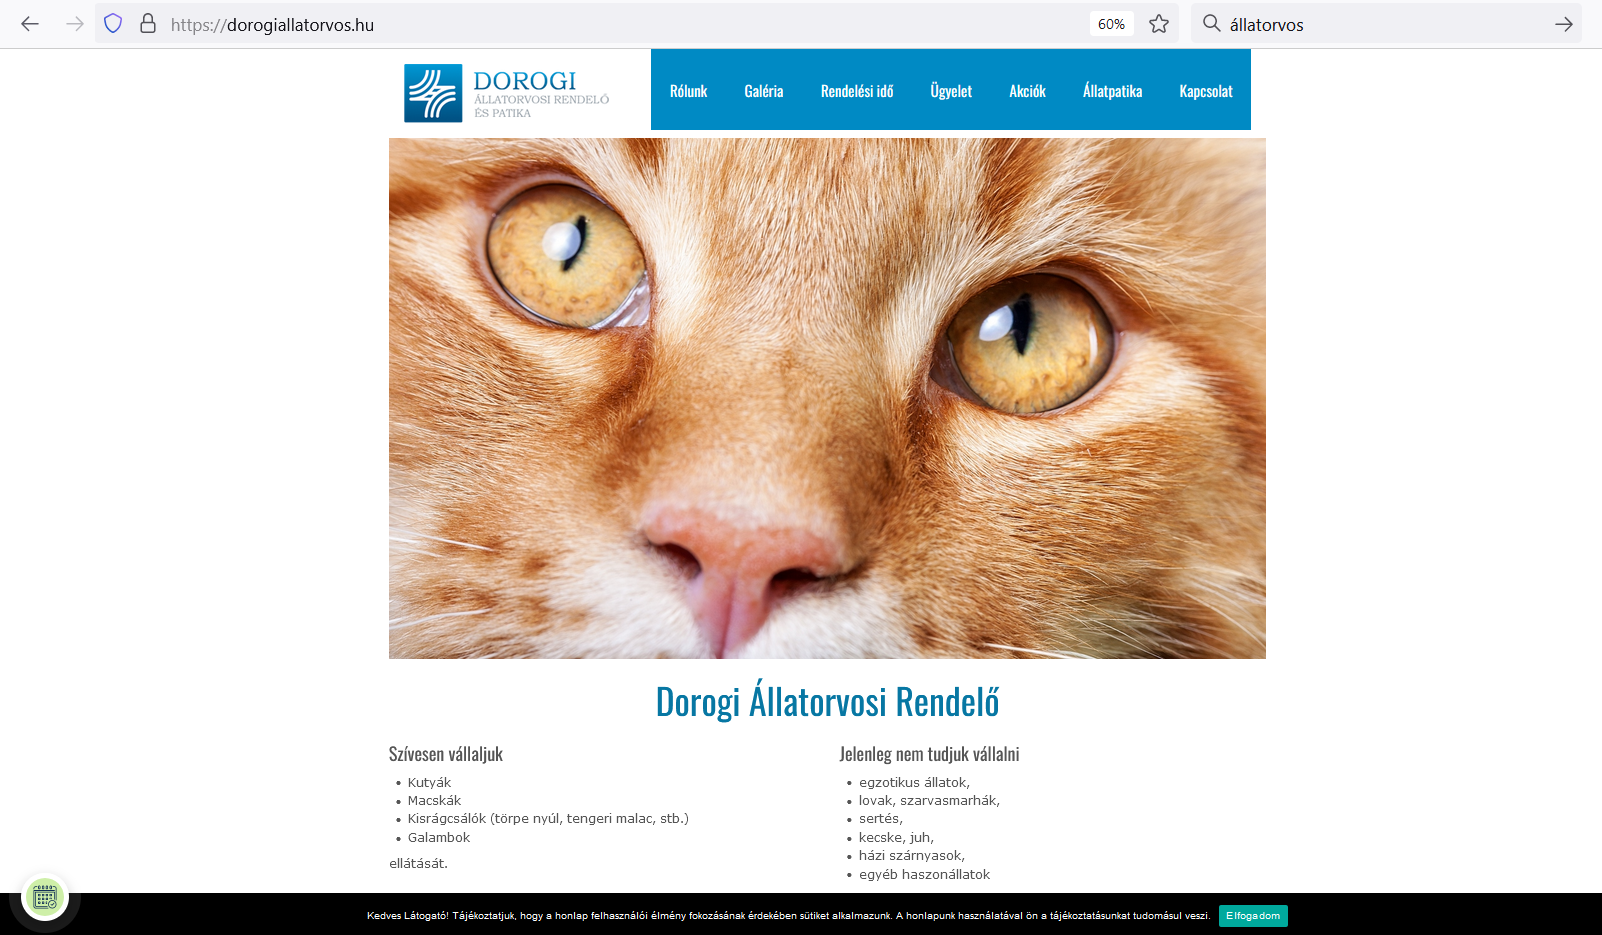 https://dorogiallatorvos.hu
60%
állatorvos
DOROGI
ÁLLATORVOSI RENDELŐ
ÉS PATIKA
Rólunk Galéria Rendelési idő Ügyelet Akciók Állatpatika Kapcsolat
Dorogi Állatorvosi Rendelő
Szívesen vállaljuk
Kutyák
Macskák
Kisrágcsálók (törpe nyúl, tengeri malac, stb.)
Galambok
ellátását.
Jelenleg nem tudjuk vállalni
egzotikus állatok,
lovak, szarvasmarhák,
sertés,
kecske, juh,
házi szárnyasok,
egyéb haszonállatok
Kedves Látogató! Tájékoztatjuk, hogy a honlap felhasználói élmény fokozásának érdekében sütiket alkalmazunk. A honlapunk használatával ön a tájékoztatásunkat tudomásul veszi. Elfogadom